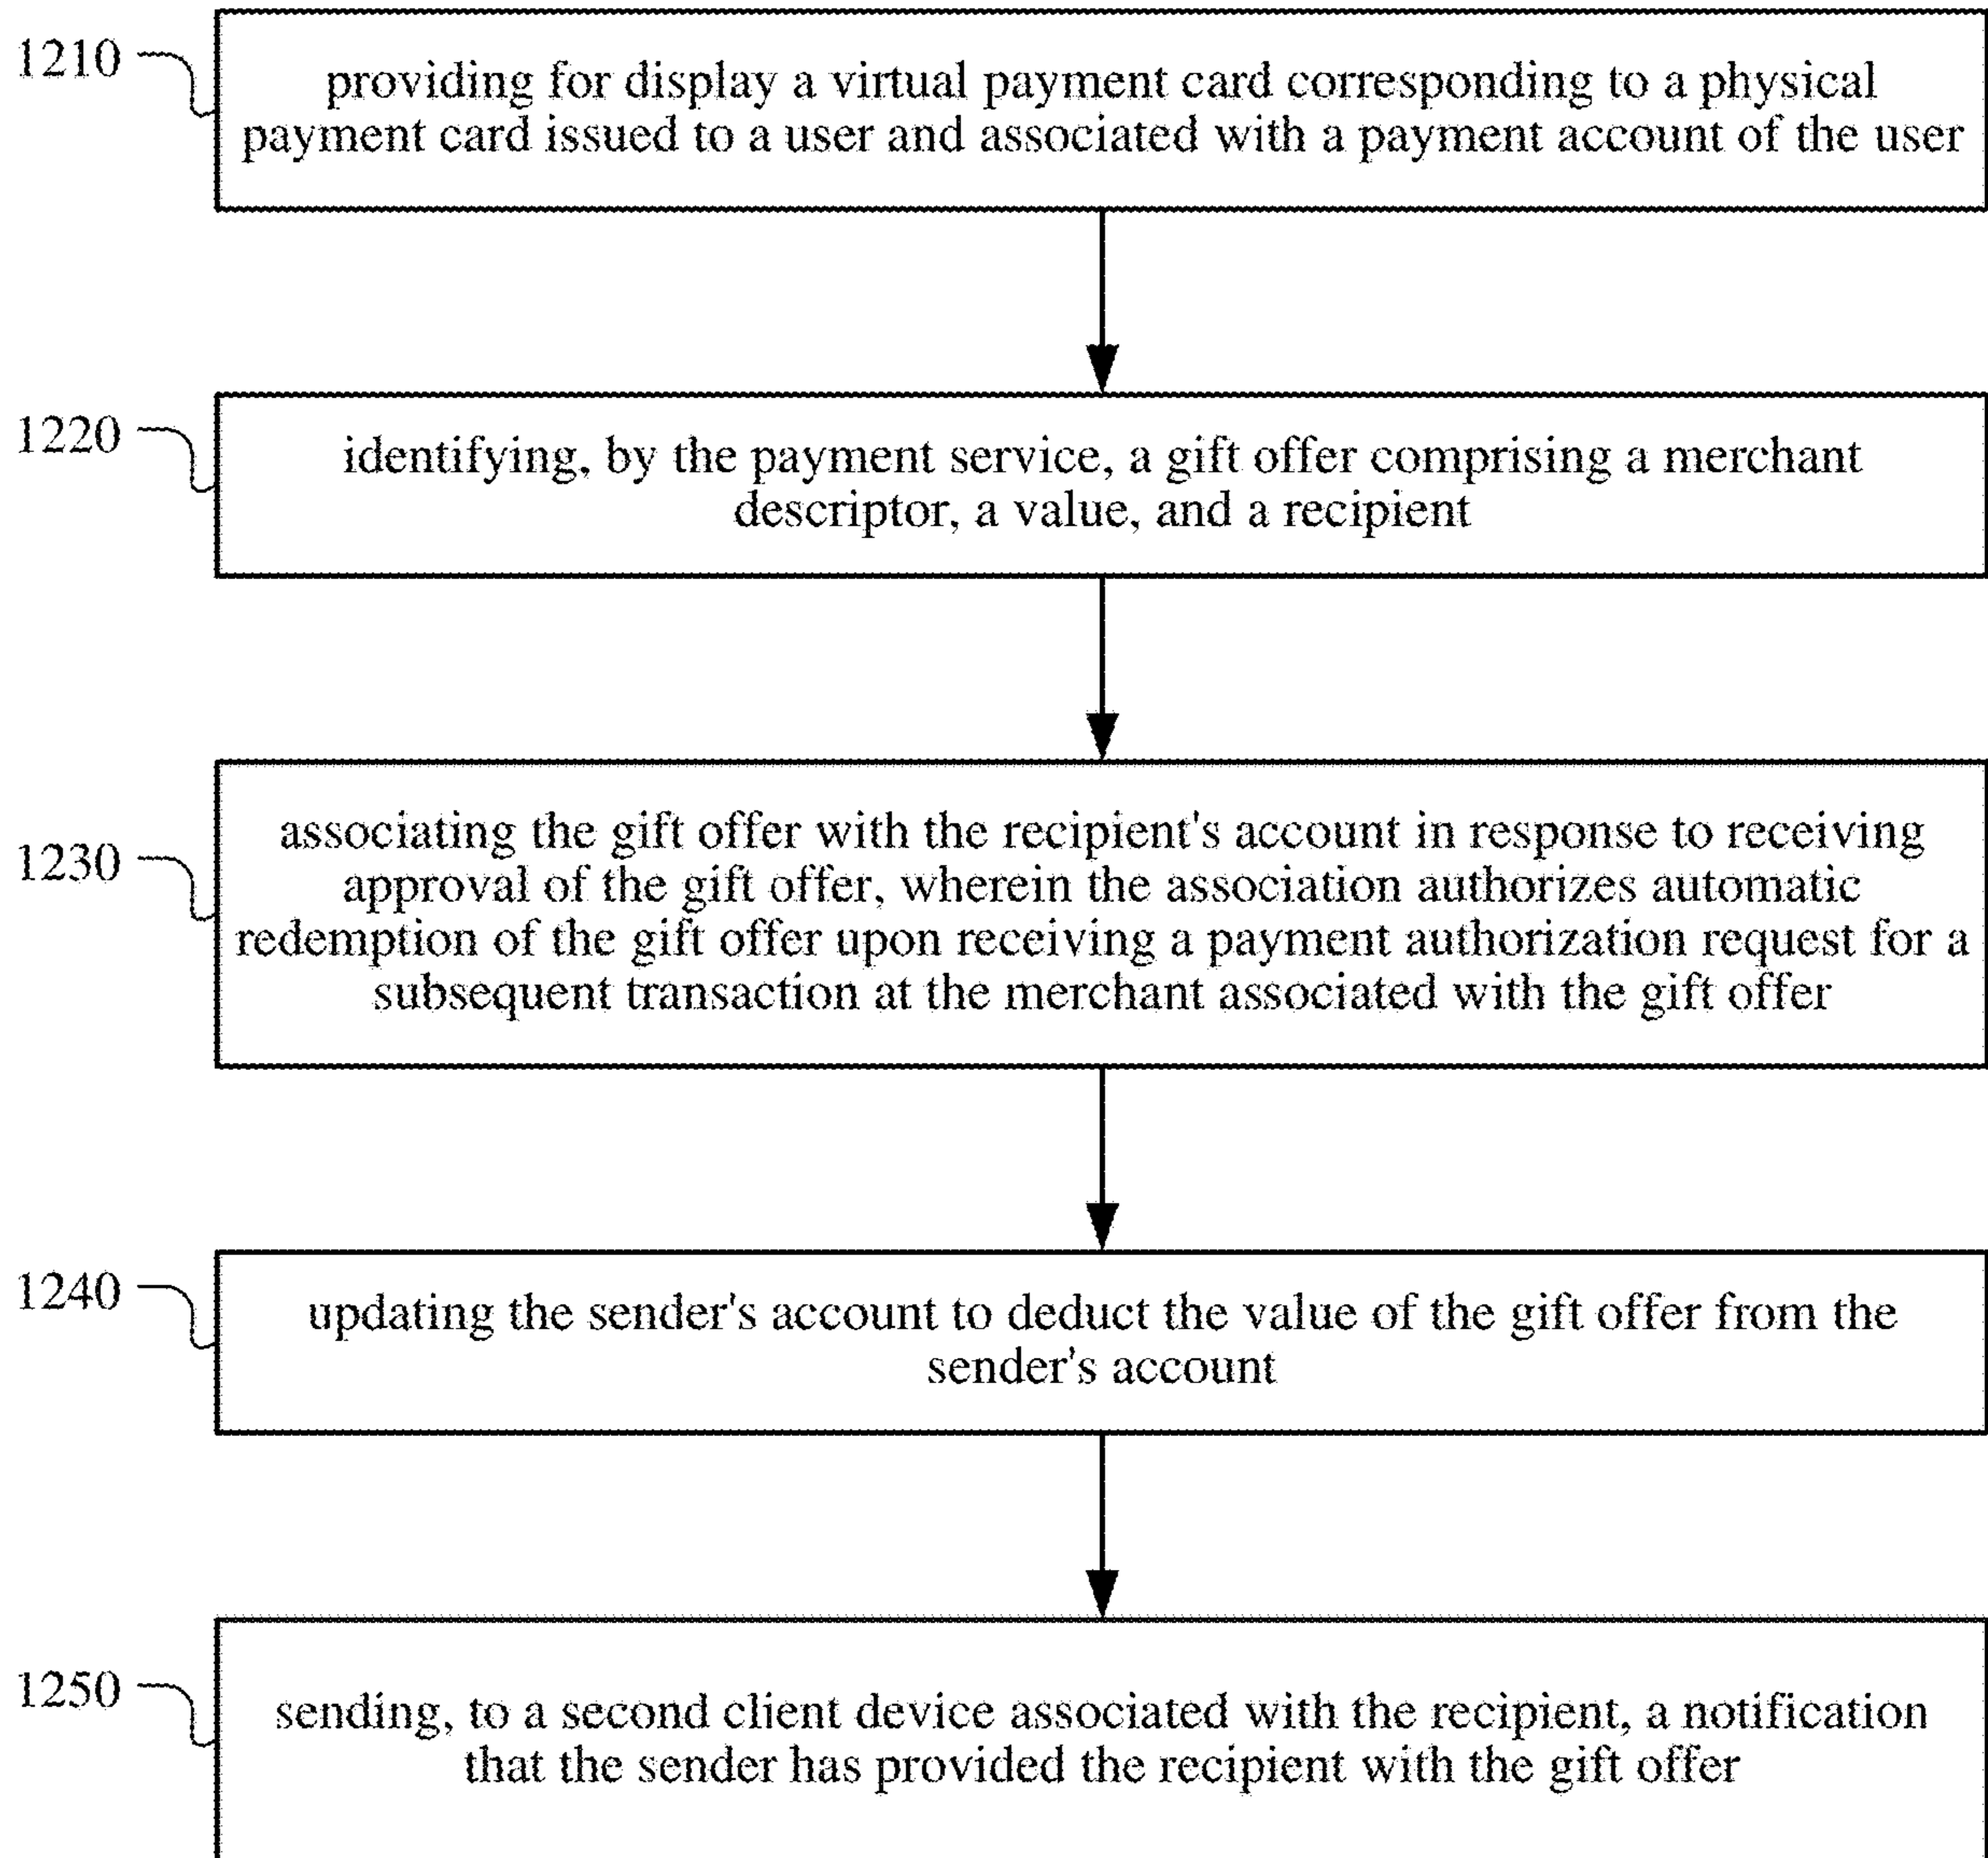 1210
providing for display a virtual payment card corresponding to a physical
payment card issued to a user and associated with a payment account of the user
1220
identifying, by the payment service, a gift offer comprising a merchant
descriptor, a value, and a recipient
1230
associating the gift offer with the recipient's account in response to receiving
approval of the gift offer, wherein the association authorizes automatic
redemption of the gift offer upon receiving a payment authorization request for a
subsequent transaction at the merchant associated with the gift offer
1240
updating the sender's account to deduct the value of the gift offer from the
sender's account
1250
sending, to a second client device associated with the recipient, a notification
that the sender has provided the recipient with the gift offer